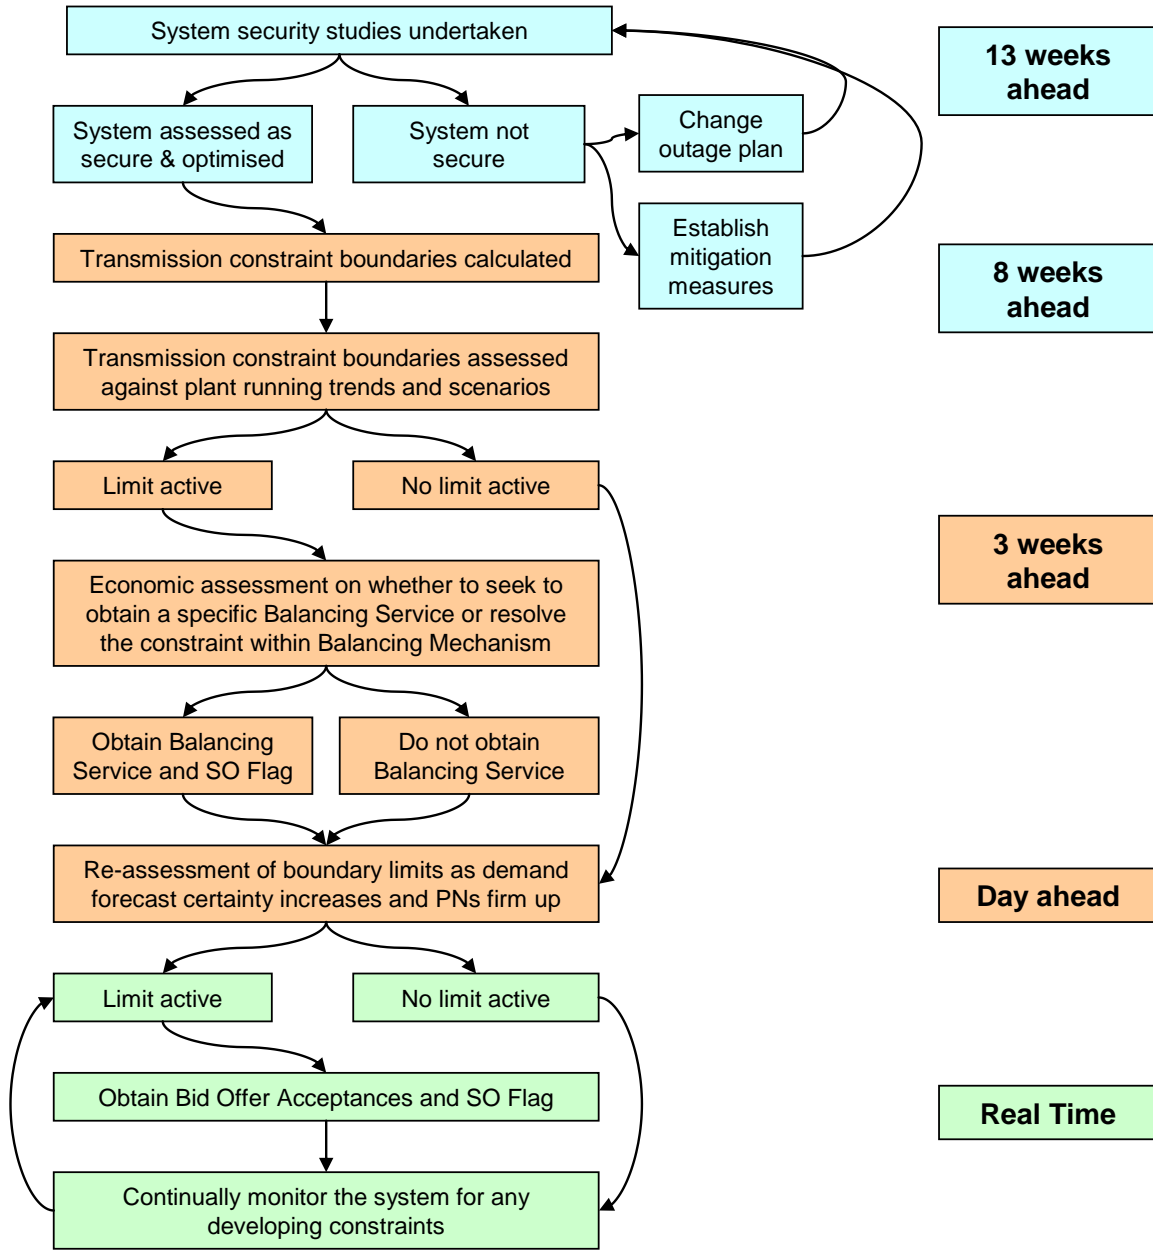 System security studies undertaken
13 weeks
ahead
System assessed as
secure & optimised
System not
secure
Change
outage plan
Establish
mitigation
measures
8 weeks
ahead
Transmission constraint boundaries calculated
Transmission constraint boundaries assessed
against plant running trends and scenarios
Limit active
No limit active
3 weeks
ahead
Economic assessment on whether to seek to
obtain a specific Balancing Service or resolve
the constraint within Balancing Mechanism
Obtain Balancing
Service and SO Flag
Do not obtain
Balancing Service
Re-assessment of boundary limits as demand
forecast certainty increases and PNs firm up
Day ahead
Limit active
No limit active
Obtain Bid Offer Acceptances and SO Flag
Real Time
Continually monitor the system for any
developing constraints